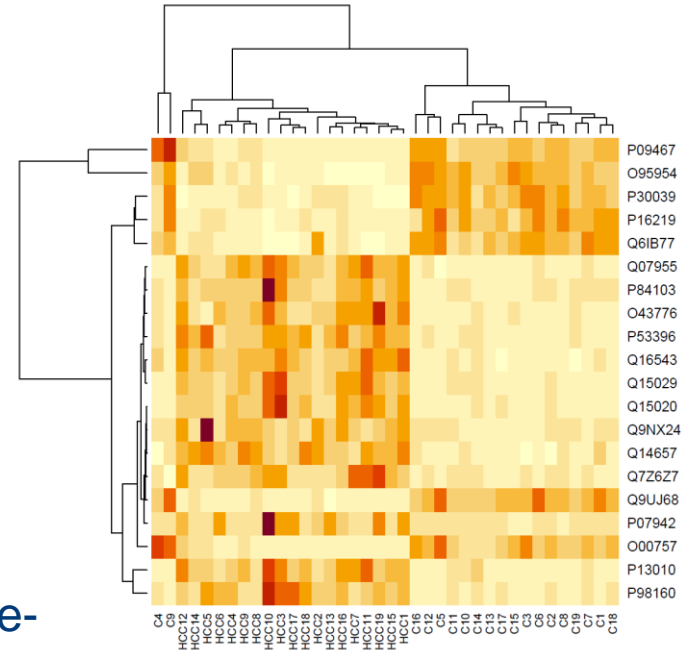 P09467
O95954
P30039
P16219
Q6IB77
Q07955
P84103
O43776
P53396
Q16543
Q15029
Q15020
Q9NX24
Q14657
Q7Z6Z7
Q9UJ68
P07942
O00757
P13010
P98160
e-
C4
C9
HCC12
HCC14
HCC5
HCC6
HCC4
HCC9
HCC8
HCC10
HCC3
HCC17
HCC18
HCC2
HCC13
HCC16
HCC7
HCC11
HCC19
HCC15
HCC1
C16
C12
C5
C11
C10
C14
C13
C17
C15
C3
C6
C2
C8
C19
C7
C1
C18